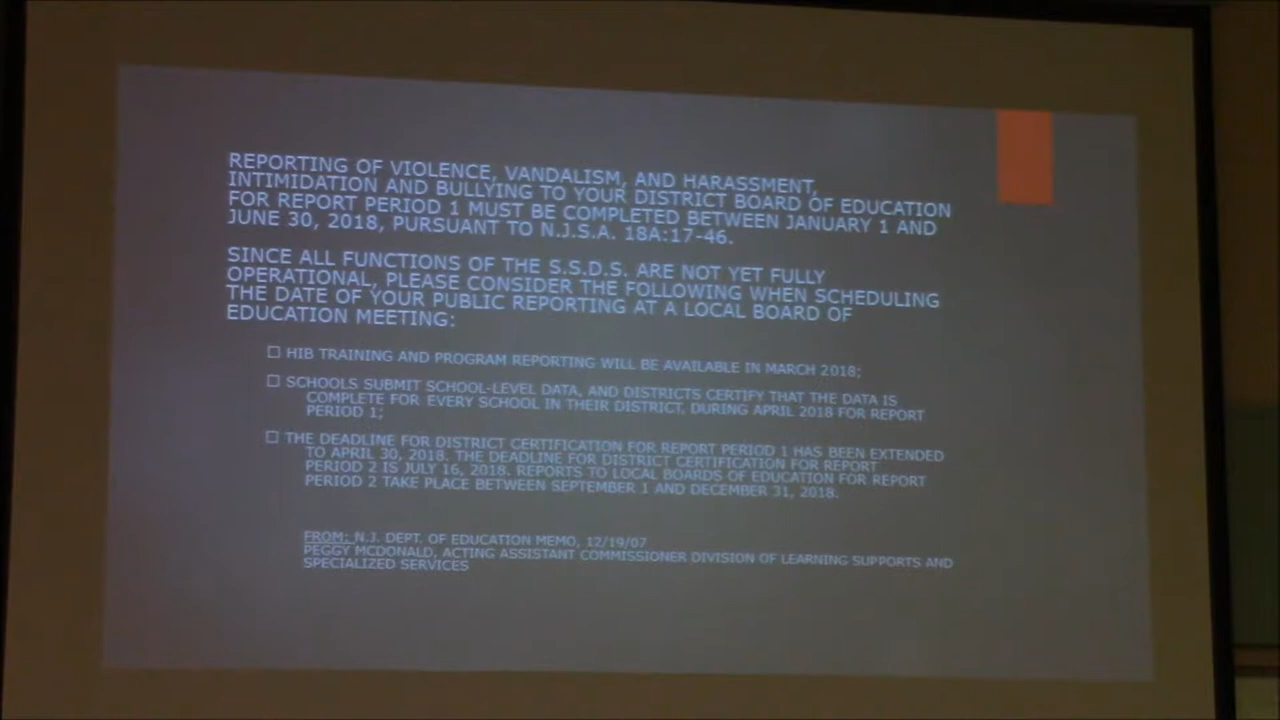 REPORTING OF VIOLENCE, VANDALISM, AND HARASSMENT,
INTIMIDATION AND BULLYING TO YOUR DISTRICT BOARD OF EDUCATION
FOR REPORT PERIOD 1 MUST BE COMPLETED BETWEEN JANUARY 1 AND
JUNE 30, 2018, PURSUANT TO N.J.S.A. 18A:17-46.
SINCE ALL FUNCTIONS OF THE S.S.D.S. ARE NOT YET FULLY
OPERATIONAL, PLEASE CONSIDER THE FOLLOWING WHEN SCHEDULING
THE DATE OF YOUR PUBLIC REPORTING AT A LOCAL BOARD OF
EDUCATION MEETING:
☐ HIB TRAINING AND PROGRAM REPORTING WILL BE AVAILABLE IN MARCH 2018;
☐ SCHOOLS SUBMIT SCHOOL-LEVEL DATA, AND DISTRICTS CERTIFY THAT THE DATA IS
COMPLETE FOR EVERY SCHOOL IN THEIR DISTRICT, DURING APRIL 2018 FOR REPORT
PERIOD 1;
☐ THE DEADLINE FOR DISTRICT CERTIFICATION FOR REPORT PERIOD 1 HAS BEEN EXTENDED
TO APRIL 30, 2018. THE DEADLINE FOR DISTRICT CERTIFICATION FOR REPORT
PERIOD 2 IS JULY 16, 2018. REPORTS TO LOCAL BOARDS OF EDUCATION FOR REPORT
PERIOD 2 TAKE PLACE BETWEEN SEPTEMBER 1 AND DECEMBER 31, 2018.
FROM: N.J. DEPT. OF EDUCATION MEMO, 12/19/07
PEGGY MCDONALD, ACTING ASSISTANT COMMISSIONER DIVISION OF LEARNING SUPPORTS AND
SPECIALIZED SERVICES